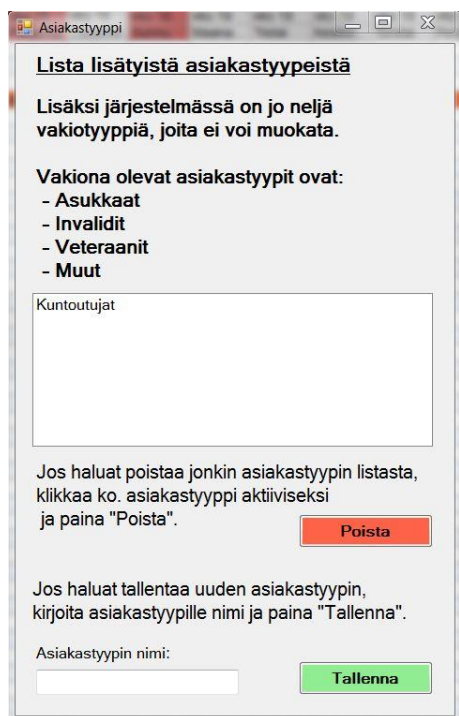 Asiakastyyppi
Lista lisätyistä asiakastyypeistä
Lisäksi järjestelmässä on jo neljä
vakiotyyppiä, joita ei voi muokata.
Vakiona olevat asiakastyypit ovat:
- Asukkaat
- Invalidit
- Veteraanit
- Muut
Kuntoutujat
Jos haluat poistaa jonkin asiakastyypin listasta,
klikkaa ko. asiakastyyppi aktiiviseksi
ja paina "Poista".
Poista
Jos haluat tallentaa uuden asiakastyypin,
kirjoita asiakastyypille nimi ja paina "Tallenna".
Asiakastyypin nimi:
Tallenna